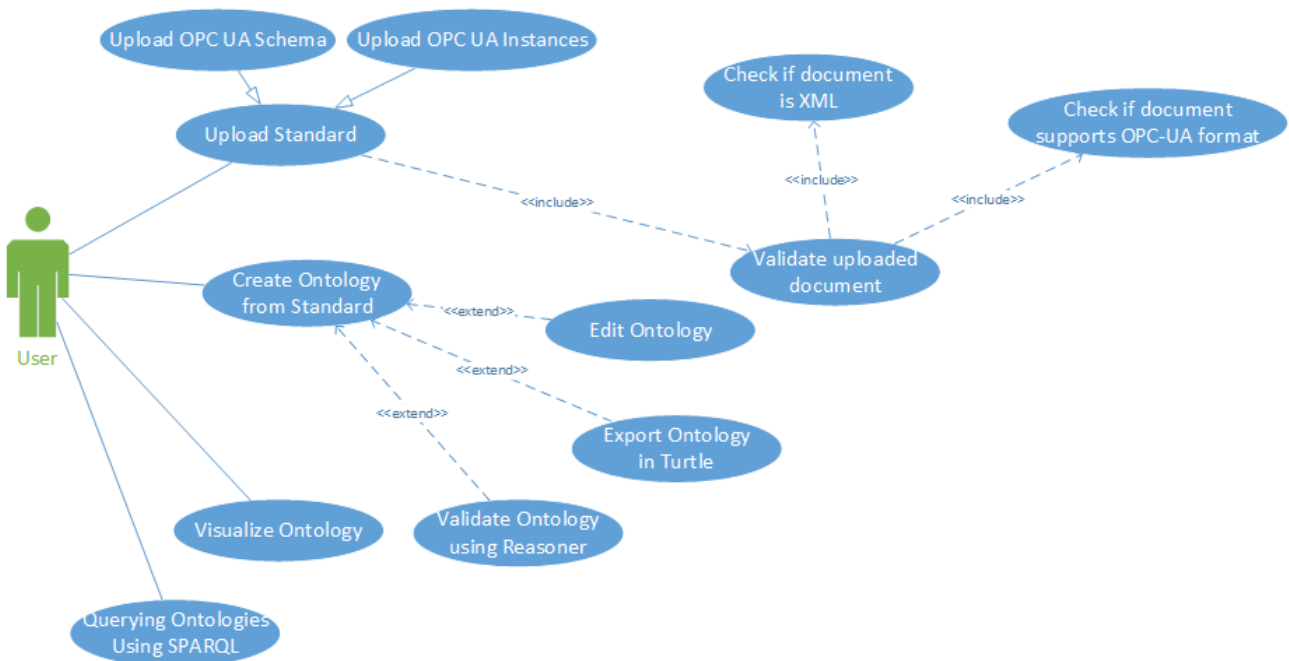 Upload OPC UA Schema
Upload OPC UA Instances
Check if document
is XML
Check if document
supports OPC-UA format
Upload Standard
<<include>>
<<include>>
<<include>>
Validate uploaded
document
Create Ontology
from Standard
<<extend>>
Edit Ontology
User
<<extend>>
<<extend>>
Export Ontology
in Turtle
Visualize Ontology
Validate Ontology
using Reasoner
Querying Ontologies
Using SPARQL